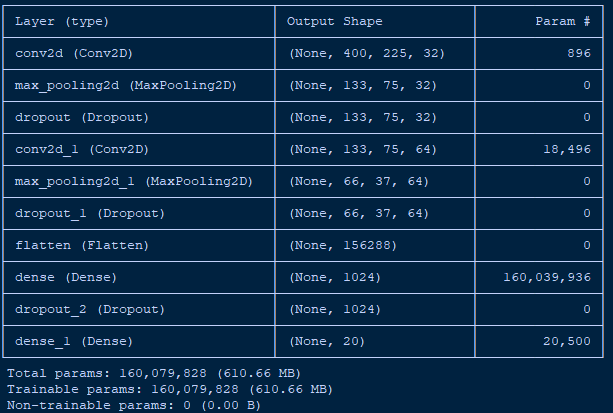 Layer (type) Output Shape Param #
conv2d (Conv2D) (None, 400, 225, 32) 896
max_pooling2d (MaxPooling2D) (None, 133, 75, 32) 0
dropout (Dropout) (None, 133, 75, 32) 0
conv2d_1 (Conv2D) (None, 133, 75, 64) 18,496
max_pooling2d_1 (MaxPooling2D) (None, 66, 37, 64) 0
dropout_1 (Dropout) (None, 66, 37, 64) 0
flatten (Flatten) (None, 156288) 0
dense (Dense) (None, 1024) 160,039,936
dropout_2 (Dropout) (None, 1024) 0
dense_1 (Dense) (None, 20) 20,500
Total params: 160,079,828 (610.66 MB)
Trainable params: 160,079,828 (610.66 MB)
Non-trainable params: 0 (0.00 B)